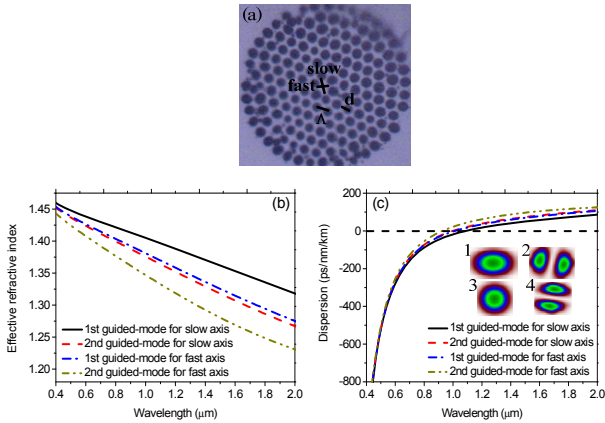 (a)
slow
fast
d
Λ
(b)
Effective refractive index
1.45
1.40
1.35
1.30
1.25
1.20
1st guided-mode for slow axis
2nd guided-mode for slow axis
1st guided-mode for fast axis
2nd guided-mode for fast axis
0.4 0.6 0.8 1.0 1.2 1.4 1.6 1.8 2.0
Wavelength (μm)
(c)
Dispersion (ps/nm/km)
200
0
-200
-400
-600
-800
1 2
3 4
1st guided-mode for slow axis
2nd guided-mode for slow axis
1st guided-mode for fast axis
2nd guided-mode for fast axis
0.4 0.6 0.8 1.0 1.2 1.4 1.6 1.8 2.0
Wavelength (μm)